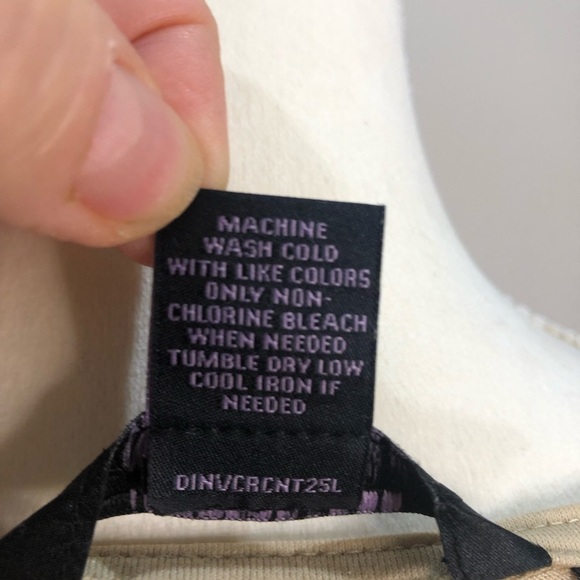 MACHINE
WASH COLD
WITH LIKE COLORS
ONLY NON-
CHLORINE BLEACH
WHEN NEEDED
TUMBLE DRY LOW
COOL IRON IF
NEEDED
DINVCRCNT25L